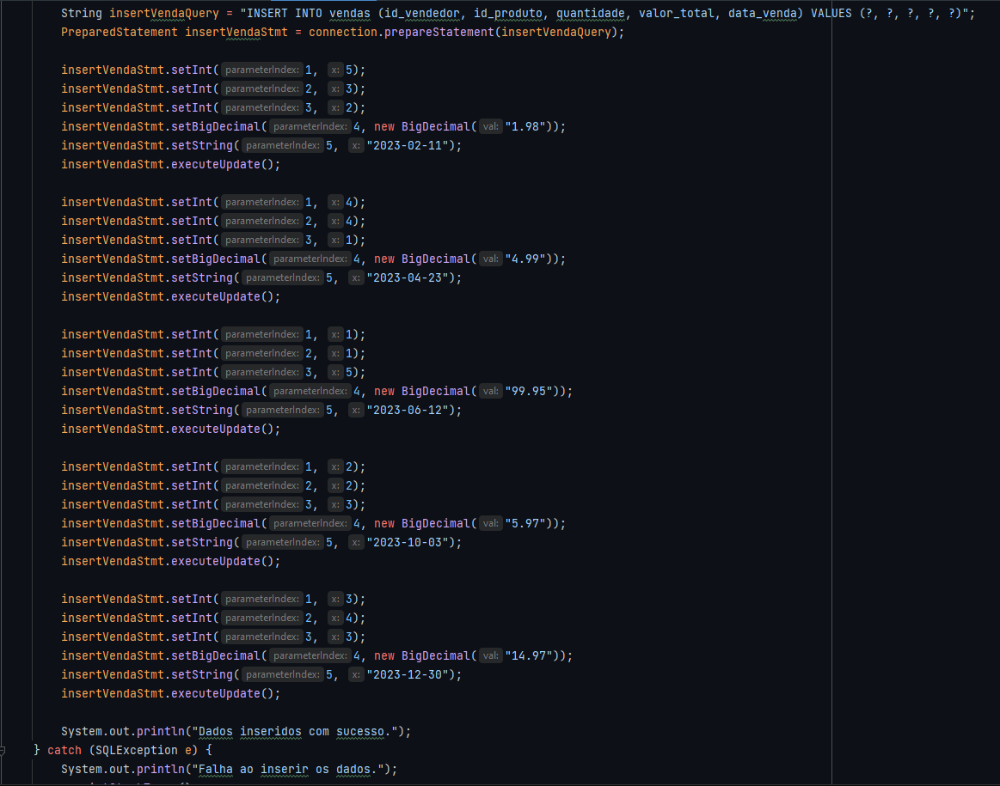 String insertVendaQuery = "INSERT INTO vendas (id_vendedor, id_produto, quantidade, valor_total, data_venda) VALUES (?, ?, ?, ?, ?)";
PreparedStatement insertVendaStmt = connection.prepareStatement(insertVendaQuery);
insertVendaStmt.setInt( parameterIndex: 1, x: 5);
insertVendaStmt.setInt( parameterIndex: 2, x: 3);
insertVendaStmt.setInt( parameterIndex: 3, x: 2);
insertVendaStmt.setBigDecimal( parameterIndex: 4, new BigDecimal( val: "1.98"));
insertVendaStmt.setString( parameterIndex: 5, x: "2023-02-11");
insertVendaStmt.executeUpdate();
insertVendaStmt.setInt( parameterIndex: 1, x: 4);
insertVendaStmt.setInt( parameterIndex: 2, x: 4);
insertVendaStmt.setInt( parameterIndex: 3, x: 1);
insertVendaStmt.setBigDecimal( parameterIndex: 4, new BigDecimal( val: "4.99"));
insertVendaStmt.setString( parameterIndex: 5, x: "2023-04-23");
insertVendaStmt.executeUpdate();
insertVendaStmt.setInt( parameterIndex: 1, x: 1);
insertVendaStmt.setInt( parameterIndex: 2, x: 1);
insertVendaStmt.setInt( parameterIndex: 3, x: 5);
insertVendaStmt.setBigDecimal( parameterIndex: 4, new BigDecimal( val: "99.95"));
insertVendaStmt.setString( parameterIndex: 5, x: "2023-06-12");
insertVendaStmt.executeUpdate();
insertVendaStmt.setInt( parameterIndex: 1, x: 2);
insertVendaStmt.setInt( parameterIndex: 2, x: 2);
insertVendaStmt.setInt( parameterIndex: 3, x: 3);
insertVendaStmt.setBigDecimal( parameterIndex: 4, new BigDecimal( val: "5.97"));
insertVendaStmt.setString( parameterIndex: 5, x: "2023-10-03");
insertVendaStmt.executeUpdate();
insertVendaStmt.setInt( parameterIndex: 1, x: 3);
insertVendaStmt.setInt( parameterIndex: 2, x: 4);
insertVendaStmt.setInt( parameterIndex: 3, x: 3);
insertVendaStmt.setBigDecimal( parameterIndex: 4, new BigDecimal( val: "14.97"));
insertVendaStmt.setString( parameterIndex: 5, x: "2023-12-30");
insertVendaStmt.executeUpdate();
System.out.println("Dados inseridos com sucesso.");
} catch (SQLException e) {
System.out.println("Falha ao inserir os dados.");